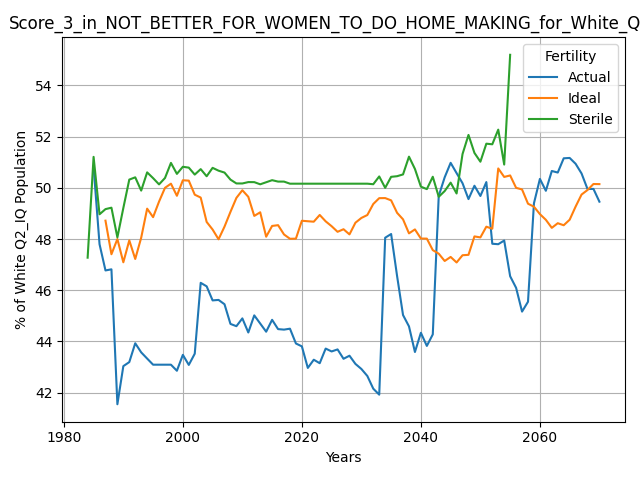 Score_3_in_NOT_BETTER_FOR_WOMEN_TO_DO_HOME_MAKING_for_White_Q
Fertility
Actual
Ideal
Sterile
% of White Q2_IQ Population
54
52
50
48
46
44
42
1980
2000
2020
2040
2060
Years